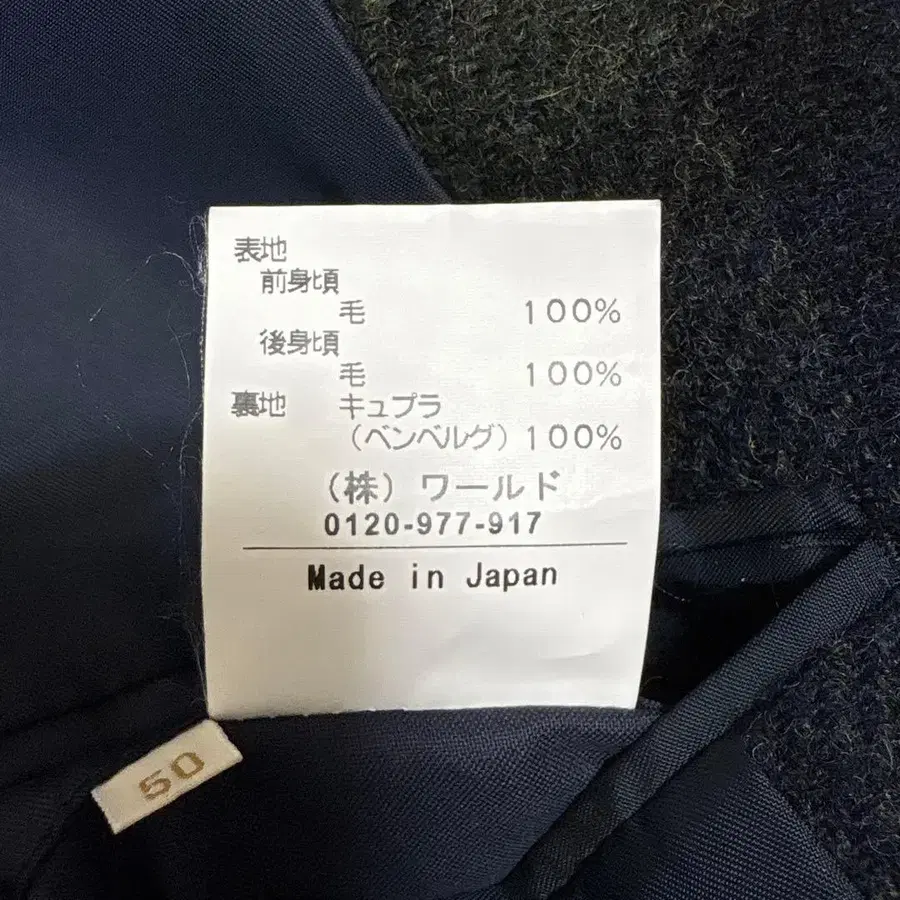 表地
前身頃
毛 100%
後身頃
毛 100%
裏地 キュプラ
(ベンベルグ) 100%
(株) ワールド
0120-977-917
Made in Japan
50